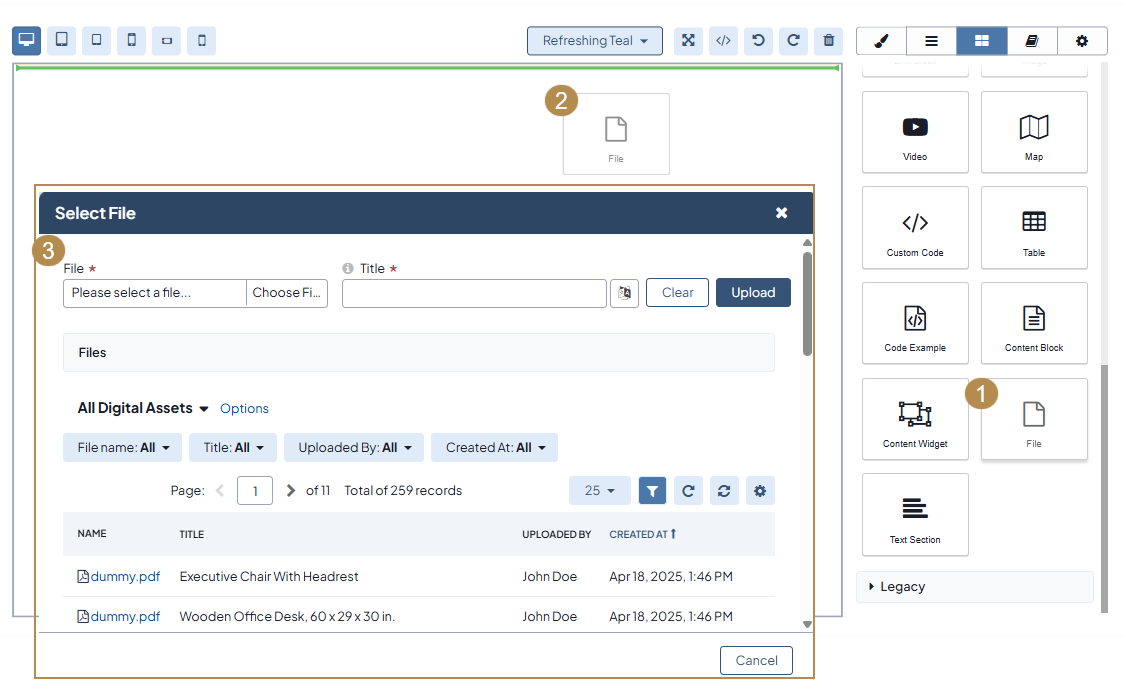 Refreshing Teal
2
File
Video
Map
Custom Code
Table
Code Example
Content Block
1
Content Widget
File
Text Section
Legacy
Select File
3
File *
Title *
Please select a file...
Choose Fi...
Clear
Upload
Files
All Digital Assets
Options
File name: All
Title: All
Uploaded By: All
Created At: All
Page: 1 of 11 Total of 259 records
25
NAME TITLE UPLOADED BY CREATED AT
dummy.pdf Executive Chair With Headrest John Doe Apr 18, 2025, 1:46 PM
dummy.pdf Wooden Office Desk, 60 x 29 x 30 in. John Doe Apr 18, 2025, 1:46 PM
Cancel